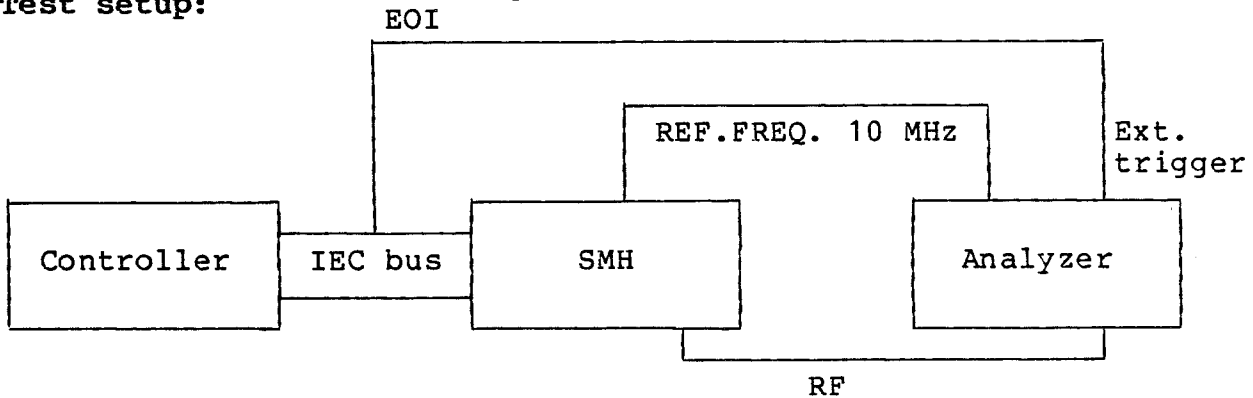 Test setup:
EOI
REF.FREQ. 10 MHz
Ext.
trigger
Controller
IEC bus
SMH
Analyzer
RF